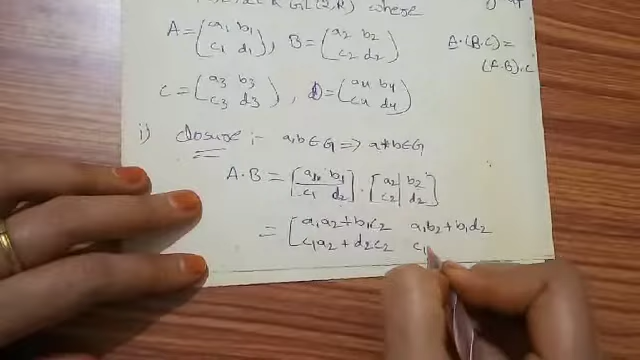 GL(2,R) where
A = (a₁ b₁ c₁ d₁), B = (a₂ b₂ c₂ d₂)
A·(B·C) =
(A·B)·C
C = (a₃ b₃ c₃ d₃), d = (a₄ b₄ c₄ d₄)
i) Closure :- a,b ∈ G ⟹ a*b ∈ G
A·B = [a₁ b₁ c₁ d₂] · [a₂ b₂ c₂ d₂]
= [a₁a₂ + b₁c₂ a₁b₂ + b₁d₂
c₁a₂ + d₂c₂ c₁